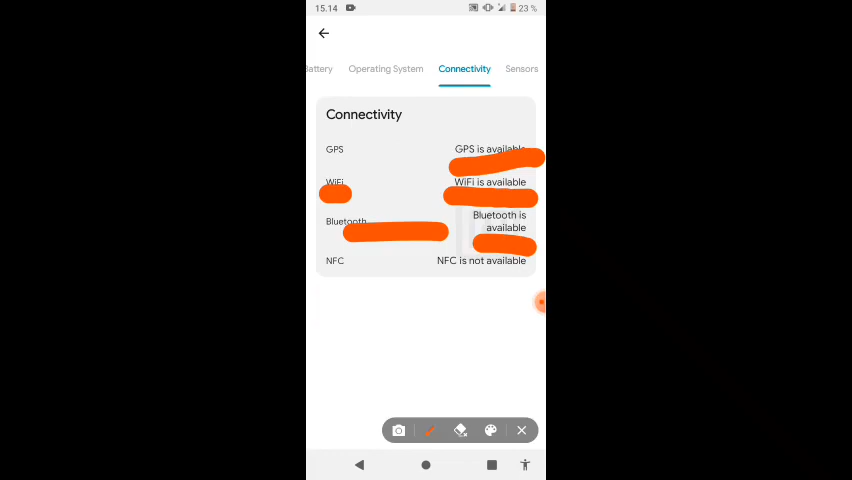 15.14
23 %
Battery Operating System Connectivity Sensors
Connectivity
GPS GPS is available
WiFi WiFi is available
Bluetooth Bluetooth is
available
NFC NFC is not available